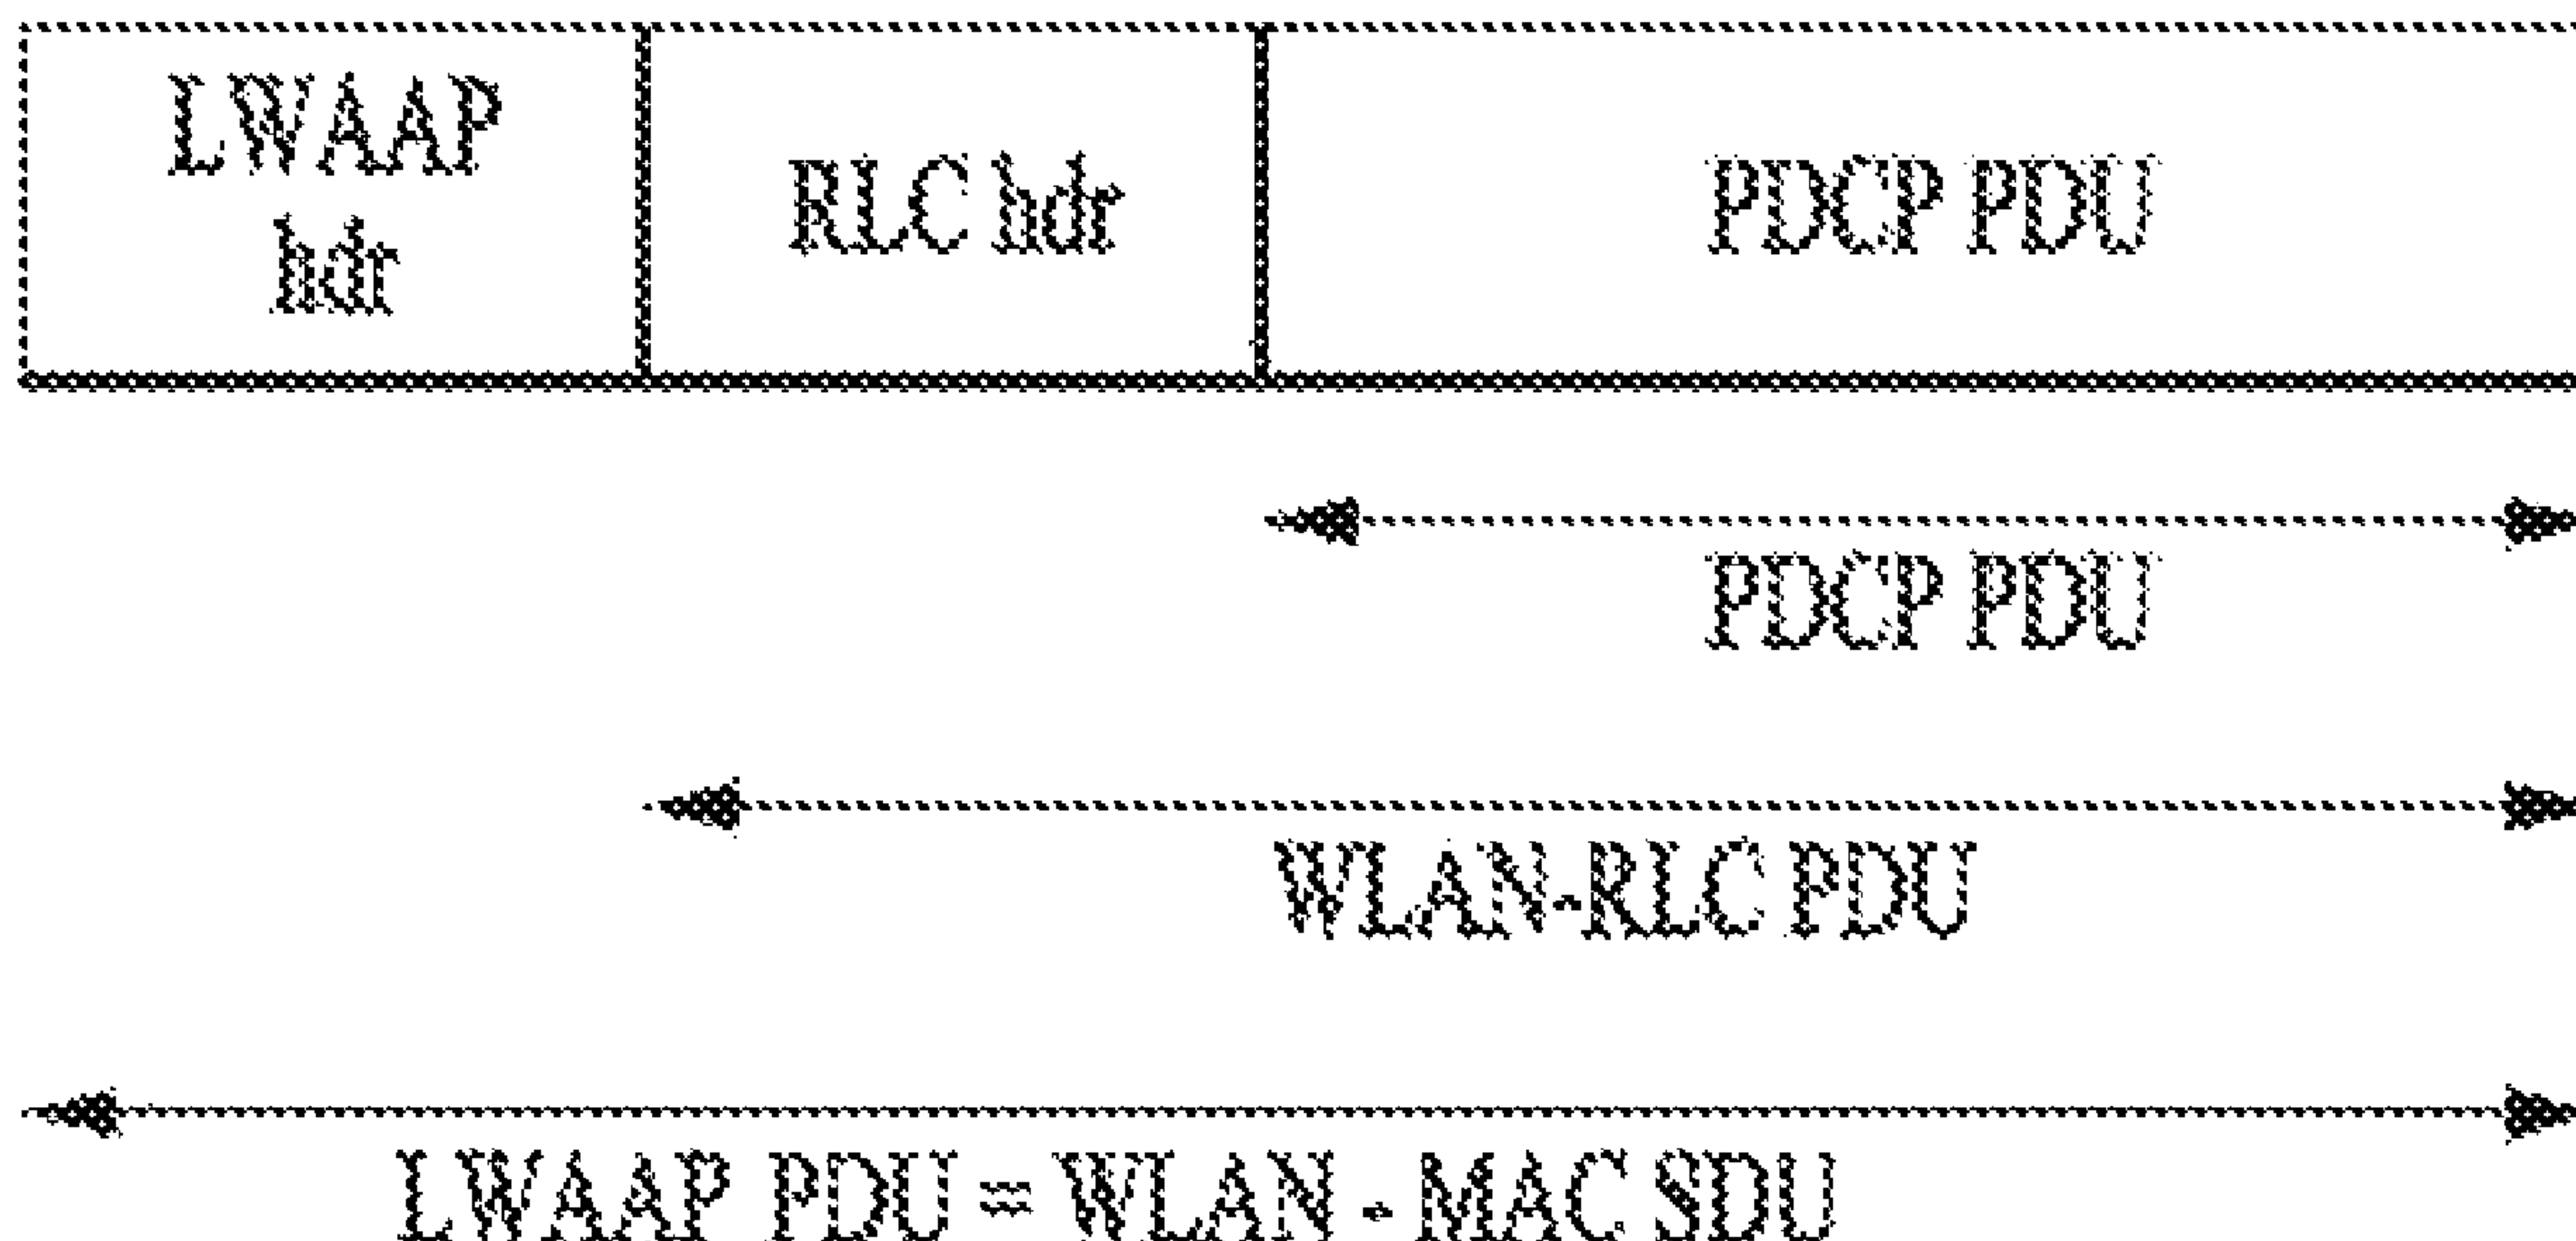 LWAAP
hdr
RLC hdr
PDCP PDU
PDCP PDU
WLAN-RLC PDU
LWAAP PDU = WLAN - MAC SDU